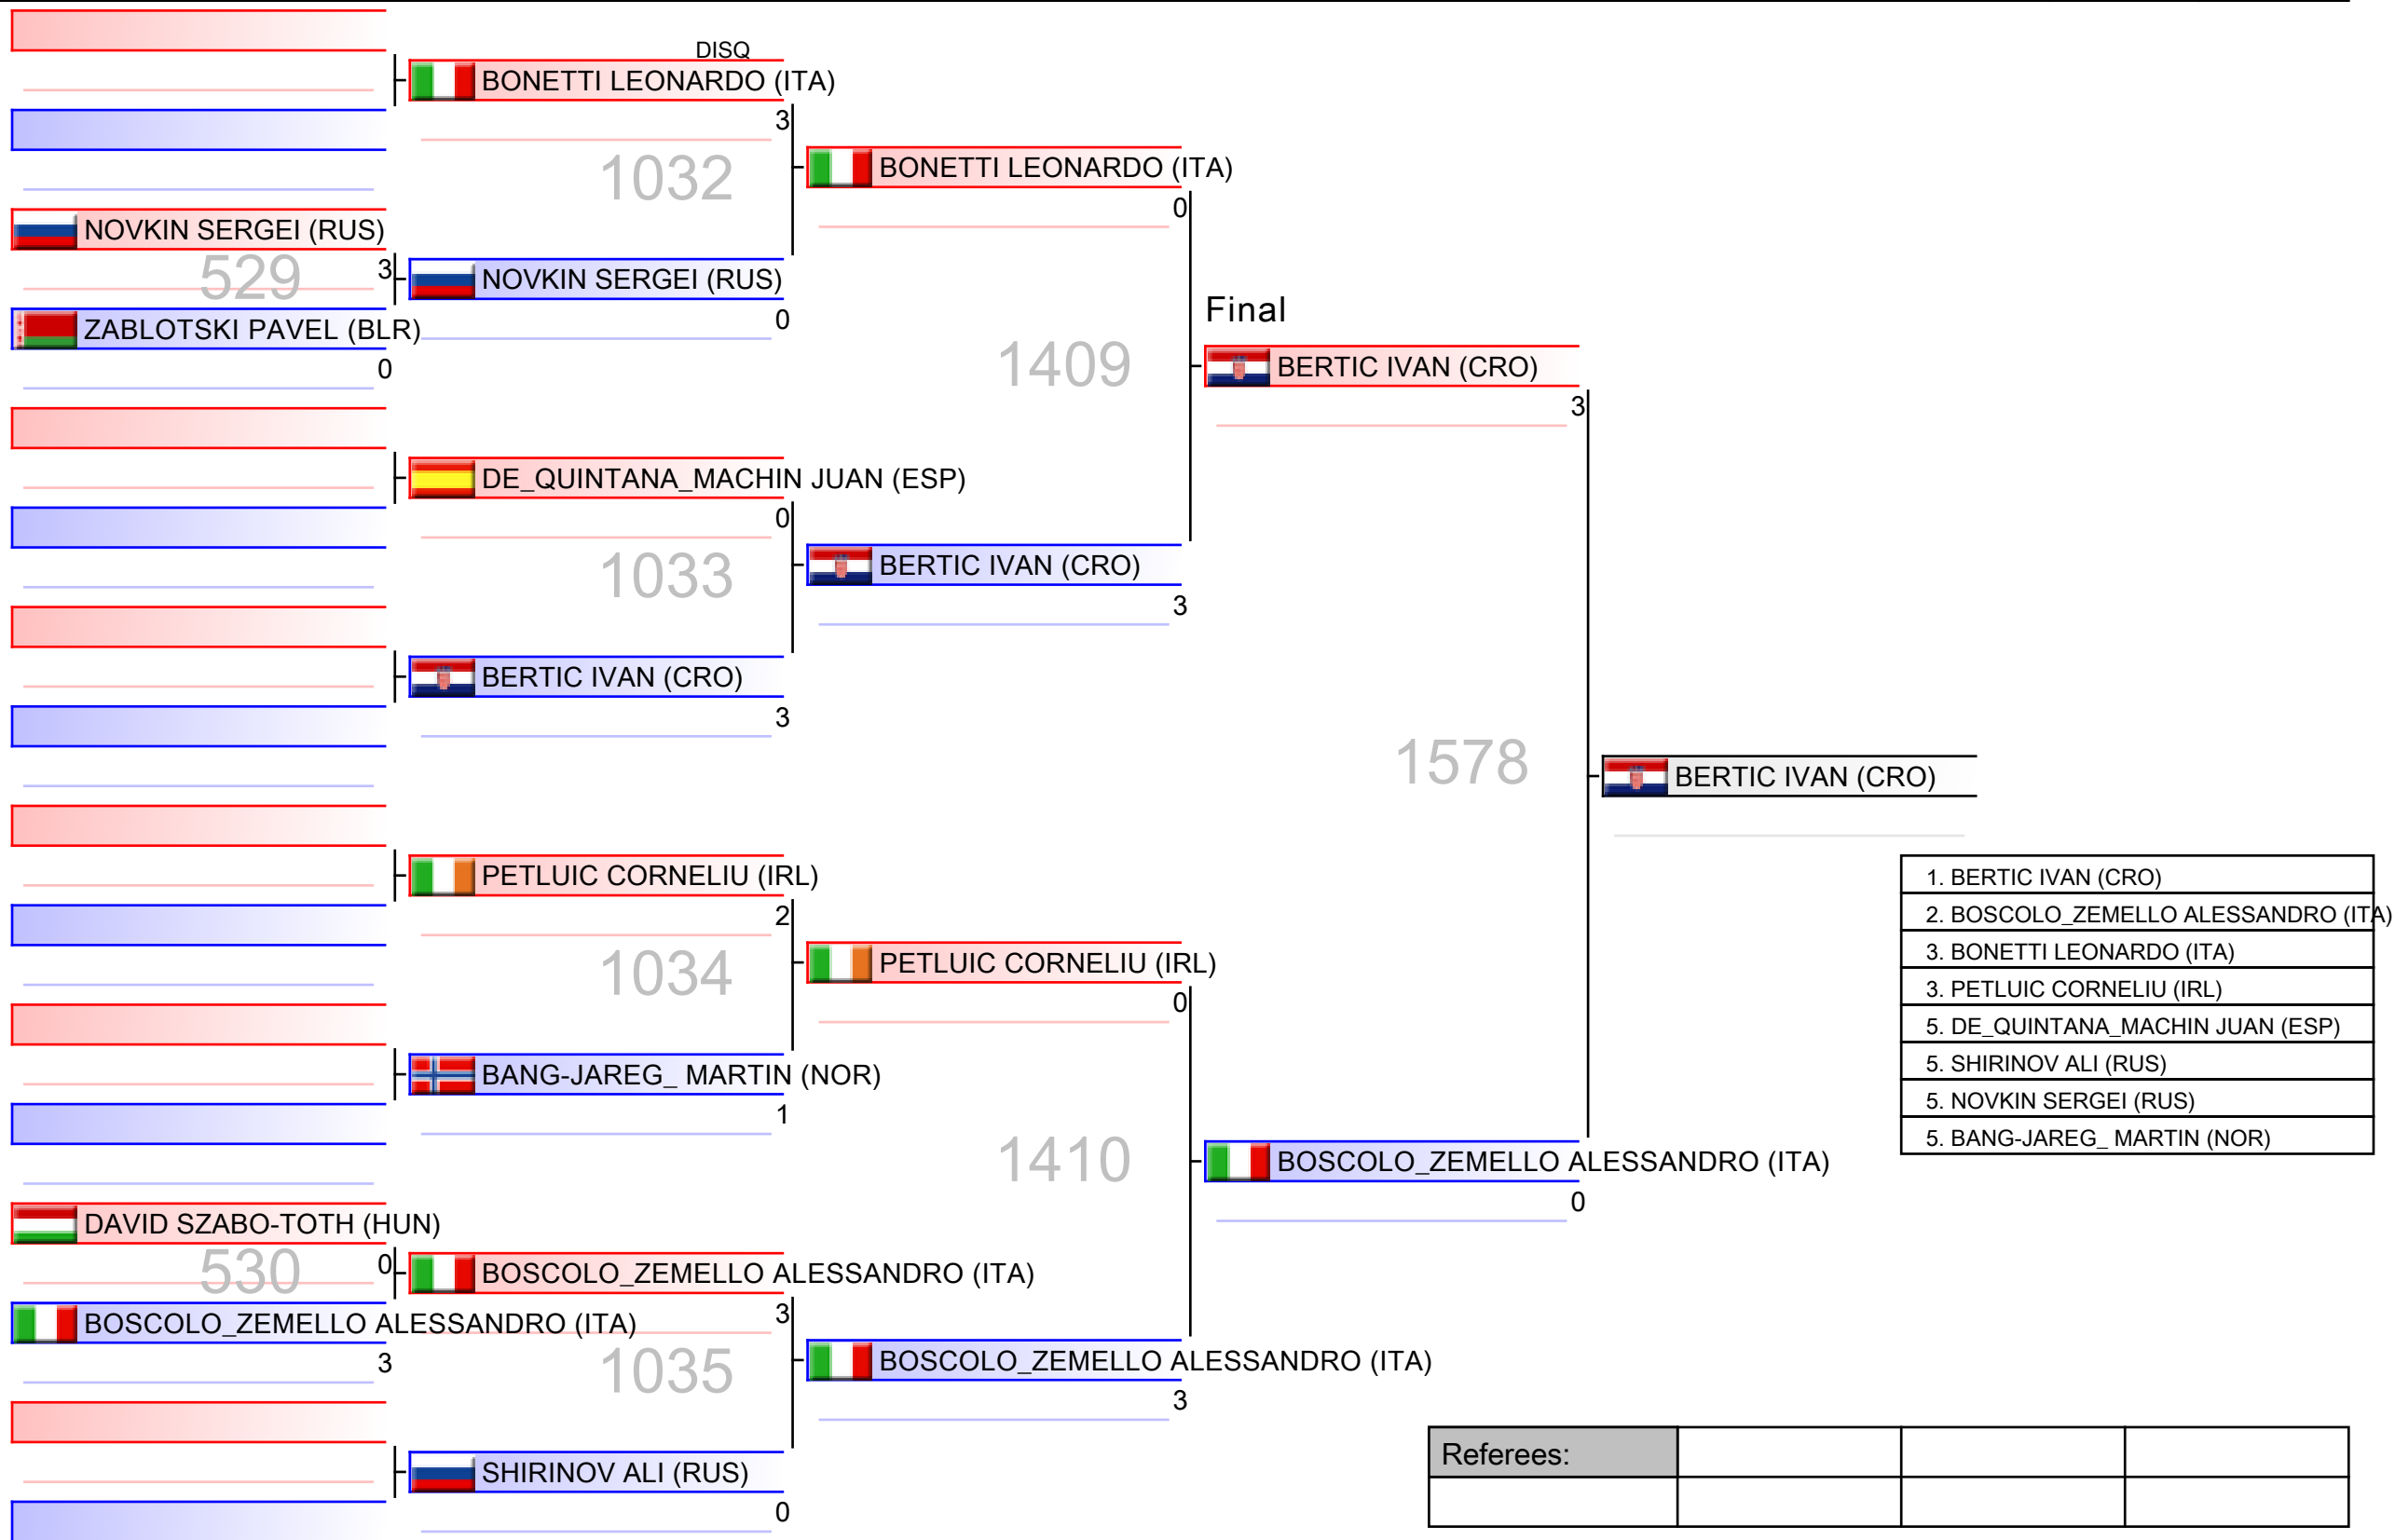 DISQ
BONETTI LEONARDO (ITA)
3
1032
BONETTI LEONARDO (ITA)
0
NOVKIN SERGEI (RUS)
529
3
NOVKIN SERGEI (RUS)
0
ZABLOTSKI PAVEL (BLR)
0
Final
1409
BERTIC IVAN (CRO)
3
DE_QUINTANA_MACHIN JUAN (ESP)
0
1033
BERTIC IVAN (CRO)
3
BERTIC IVAN (CRO)
3
1578
BERTIC IVAN (CRO)
PETLUIC CORNELIU (IRL)
2
1034
PETLUIC CORNELIU (IRL)
0
BANG-JAREG_ MARTIN (NOR)
1
1410
BOSCOLO_ZEMELLO ALESSANDRO (ITA)
0
1. BERTIC IVAN (CRO)
2. BOSCOLO_ZEMELLO ALESSANDRO (ITA)
3. BONETTI LEONARDO (ITA)
3. PETLUIC CORNELIU (IRL)
5. DE_QUINTANA_MACHIN JUAN (ESP)
5. SHIRINOV ALI (RUS)
5. NOVKIN SERGEI (RUS)
5. BANG-JAREG_ MARTIN (NOR)
DAVID SZABO-TOTH (HUN)
530
0
BOSCOLO_ZEMELLO ALESSANDRO (ITA)
3
BOSCOLO_ZEMELLO ALESSANDRO (ITA)
3
1035
BOSCOLO_ZEMELLO ALESSANDRO (ITA)
3
SHIRINOV ALI (RUS)
0
Referees: